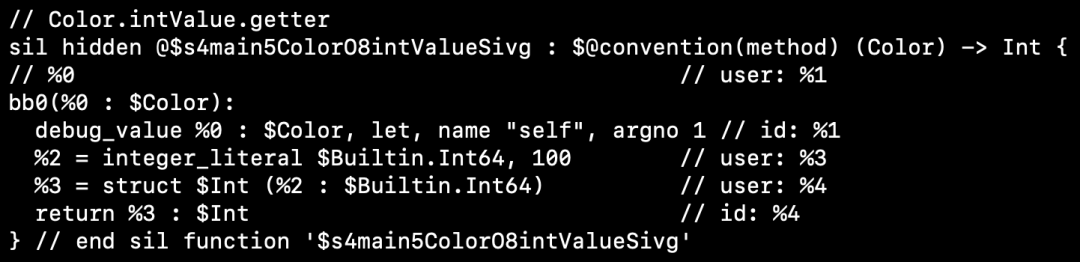 // Color.intValue.getter
sil hidden @$s4main5ColorO8intValueSivg : $@convention(method) (Color) -> Int {
// %0 // user: %1
bb0(%0 : $Color):
debug_value %0 : $Color, let, name "self", argno 1 // id: %1
%2 = integer_literal $Builtin.Int64, 100 // user: %3
%3 = struct $Int (%2 : $Builtin.Int64) // user: %4
return %3 : $Int // id: %4
} // end sil function '$s4main5ColorO8intValueSivg'